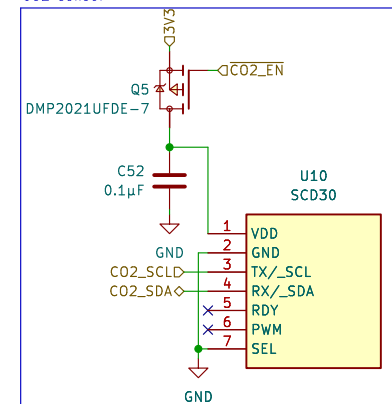 3V3
CO2_EN
Q5
DMP2021UFDE-7
C52
0.1µF
GND
U10
SCD30
1 VDD
2 GND
CO2_SCL 3 TX/_SCL
CO2_SDA 4 RX/_SDA
5 RDY
6 PWM
7 SEL
GND